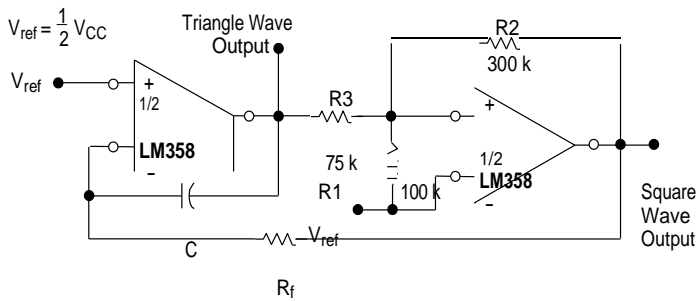 Vref = 1/2 VCC
Triangle Wave
Output
R2
300 k
Vref
+
1/2
LM358
−
R3
+
75 k
R1
100 k
1/2
LM358
−
Square
Wave
Output
C
Vref
Rf